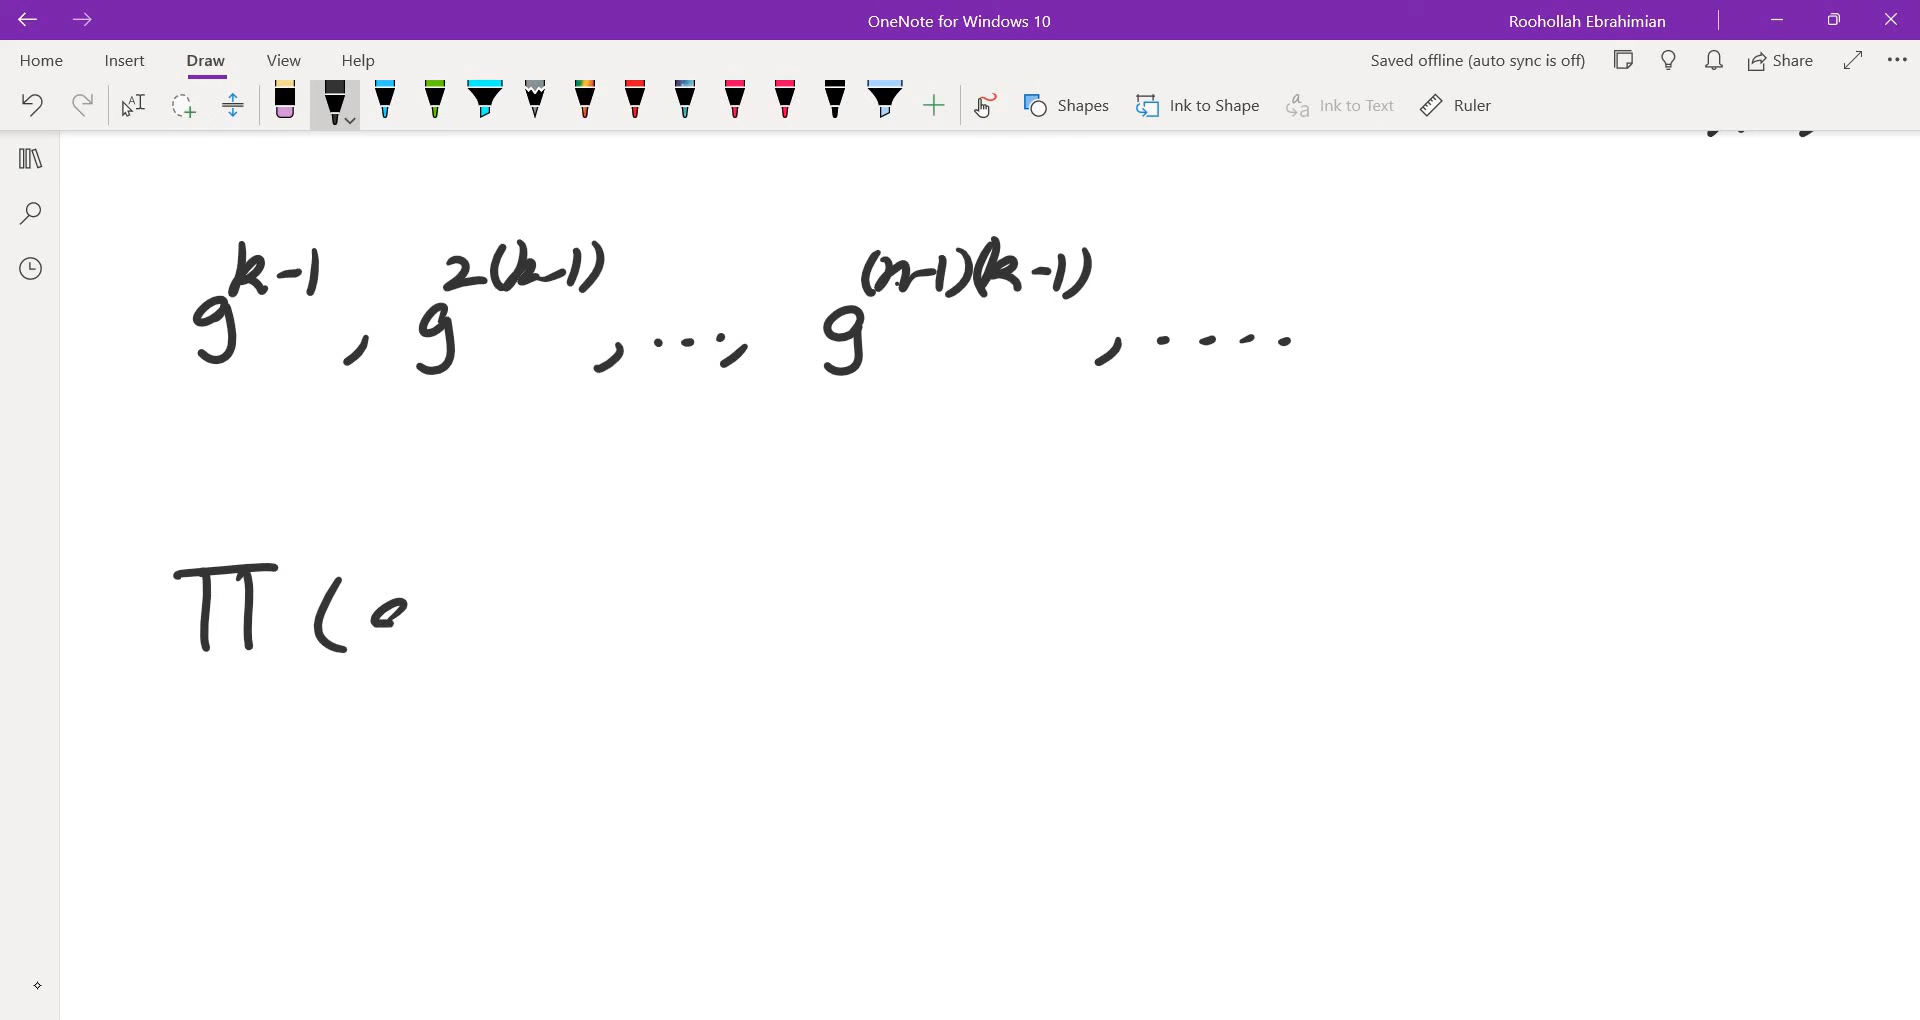 OneNote for Windows 10
Roohollah Ebrahimian
Home Insert Draw View Help
Saved offline (auto sync is off) Share
Shapes Ink to Shape Ink to Text Ruler
g^{k-1}, g^{2(k-1)}, ..., g^{(n-1)(k-1)}, ....
∏ (